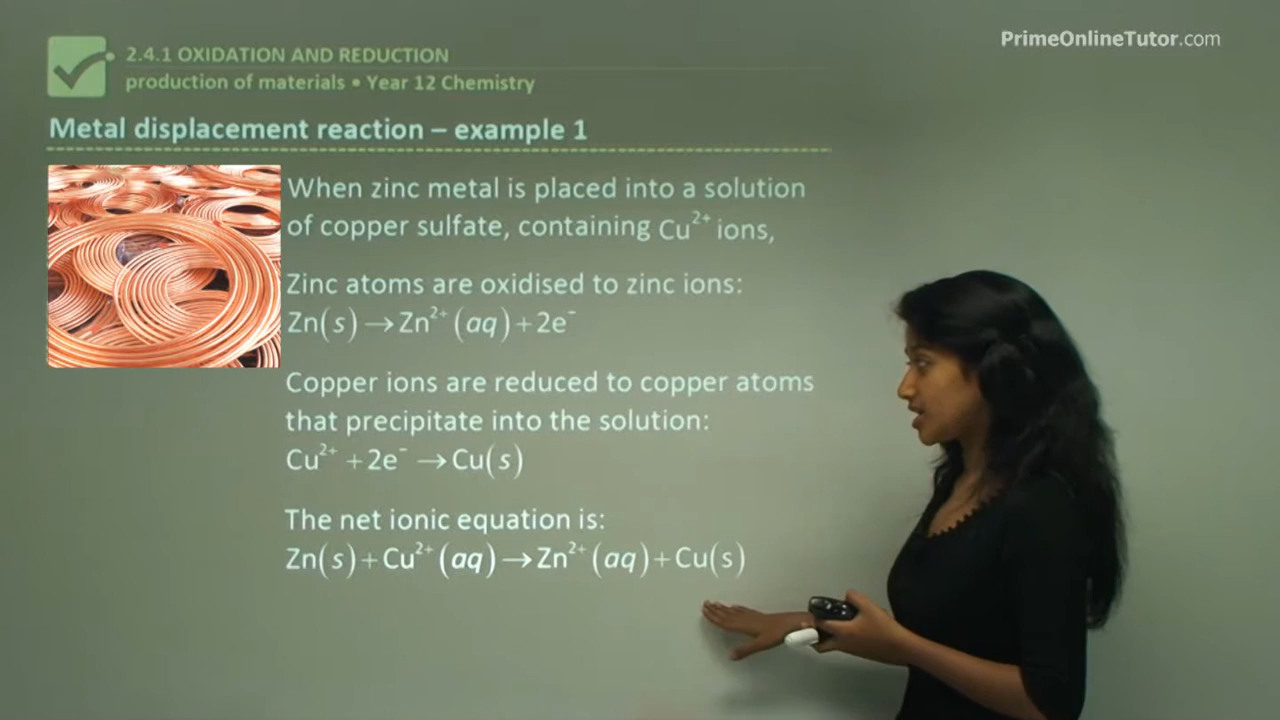 PrimeOnlineTutor.com
2.4.1 OXIDATION AND REDUCTION
production of materials • Year 12 Chemistry
Metal displacement reaction – example 1
When zinc metal is placed into a solution
of copper sulfate, containing Cu²⁺ ions,
Zinc atoms are oxidised to zinc ions:
Zn(s) → Zn²⁺(aq) + 2e⁻
Copper ions are reduced to copper atoms
that precipitate into the solution:
Cu²⁺ + 2e⁻ → Cu(s)
The net ionic equation is:
Zn(s) + Cu²⁺(aq) → Zn²⁺(aq) + Cu(s)